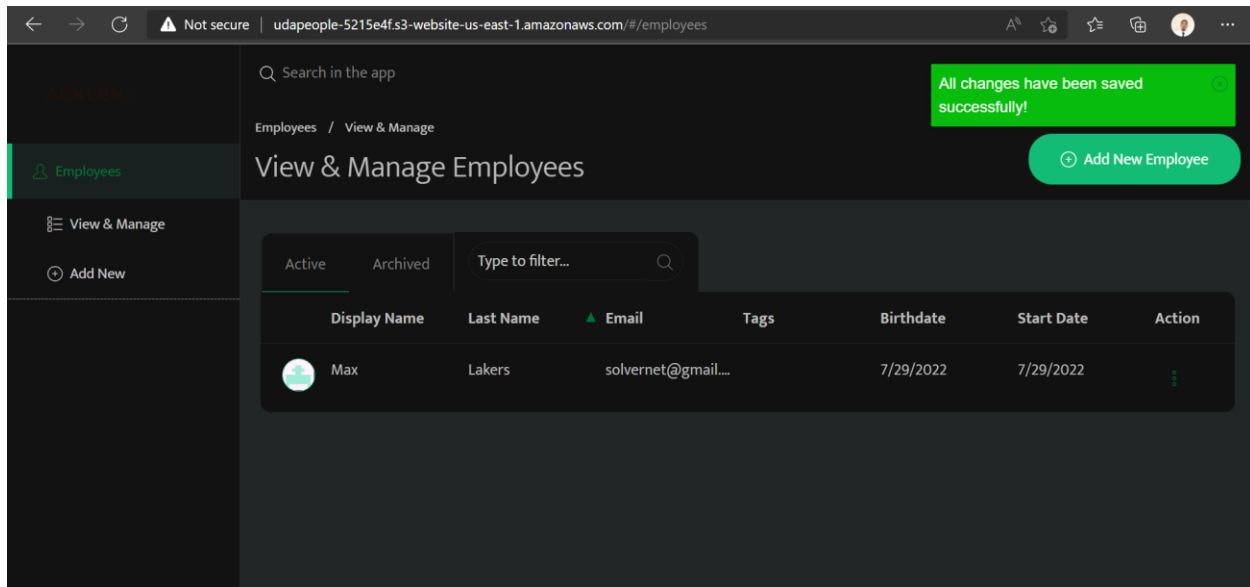 Not secure | udapeople-5215e4f.s3-website-us-east-1.amazonaws.com/#/employees
ACKLEN
Search in the app
All changes have been saved
successfully!
Employees / View & Manage
View & Manage Employees
Add New Employee
Employees
View & Manage
Add New
Active Archived Type to filter...
Display Name Last Name Email Tags Birthdate Start Date Action
Max Lakers solvernet@gmail.... 7/29/2022 7/29/2022